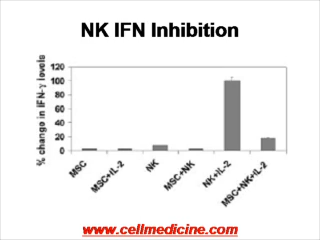 NK IFN Inhibition
% change in IFN-γ levels
120
100
80
60
40
20
0
MSC
MSC+IL-2
NK
MSC+NK
NK+IL-2
MSC+NK+IL-2
www.cellmedicine.com